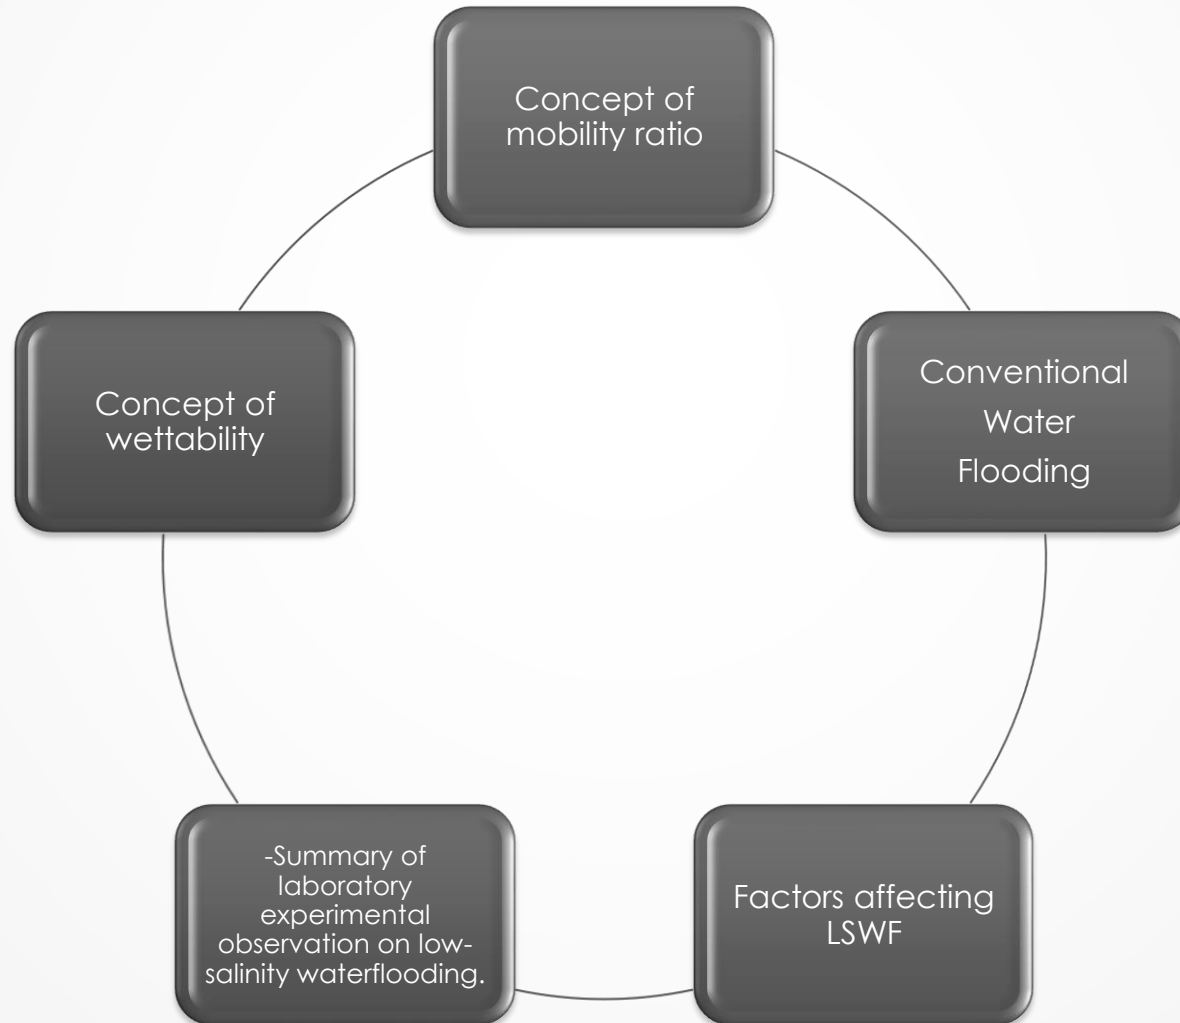 Concept of
mobility ratio
Conventional
Water
Flooding
Factors affecting
LSWF
-Summary of
laboratory
experimental
observation on low-
salinity waterflooding.
Concept of
wettability